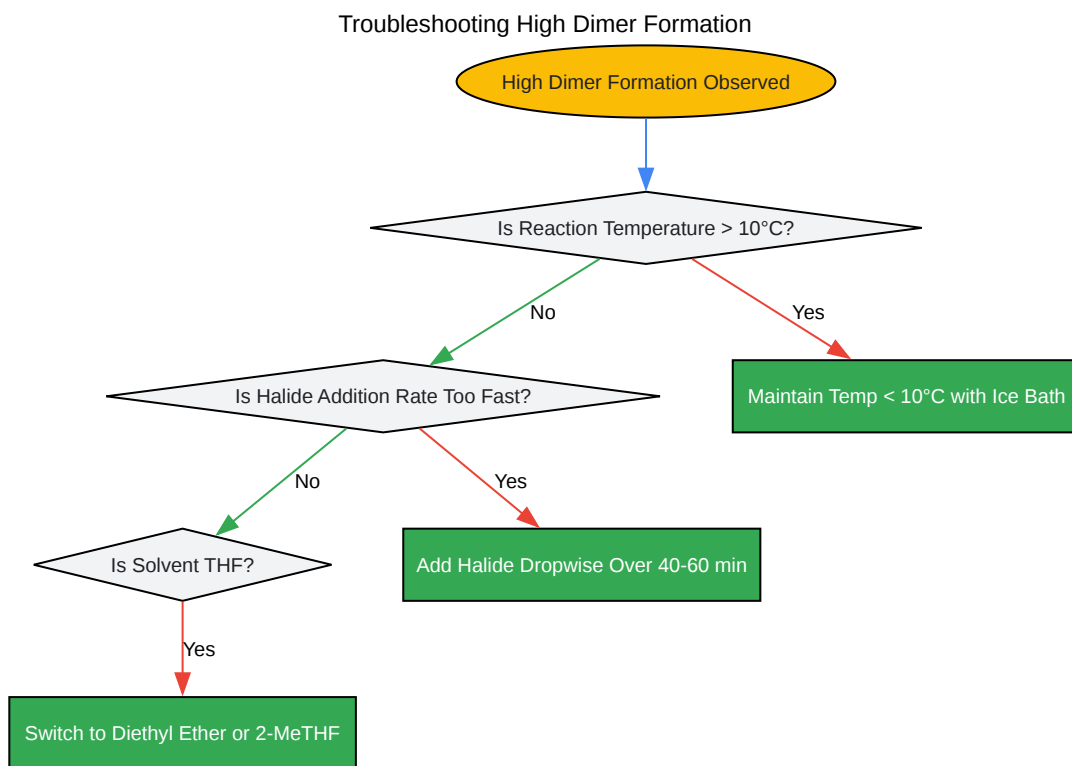 Troubleshooting High Dimer Formation
High Dimer Formation Observed
Is Reaction Temperature > 10°C?
No
Yes
Is Halide Addition Rate Too Fast?
Maintain Temp < 10°C with Ice Bath
No
Yes
Is Solvent THF?
Add Halide Dropwise Over 40-60 min
Yes
Switch to Diethyl Ether or 2-MeTHF